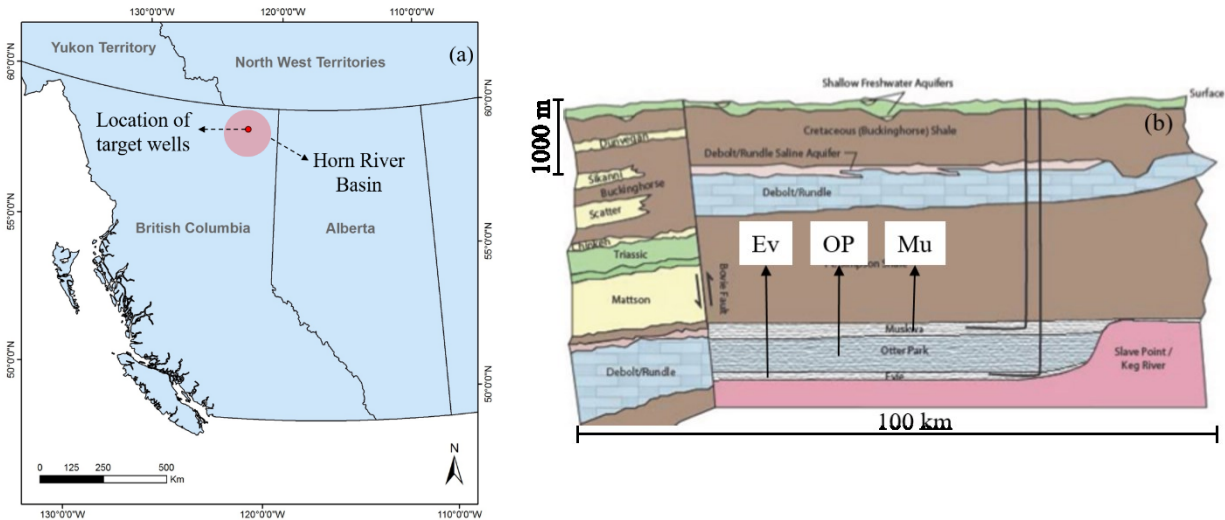 130°0'0"W
120°0'0"W
110°0'0"W
60°0'0"N
55°0'0"N
50°0'0"N
Yukon Territory
North West Territories
(a)
60°0'0"N
55°0'0"N
50°0'0"N
Location of
target wells
Horn River
Basin
British Columbia
Alberta
N
0 125 250 500
Km
130°0'0"W
120°0'0"W
110°0'0"W
1000 m
Shallow Freshwater Aquifers
Surface
(b)
Cretaceous (Buckinghorse) Shale
Dunvegan
Debolt/Rundle Saline Aquifer
Sikanni
Buckinghorse
Debolt/Rundle
Scatter
Ev
OP
Mu
Triassic
Bovie Fault
Mattson
Muskwa
Otter Park
Slave Point /
Keg River
Debolt/Rundle
Evie
100 km